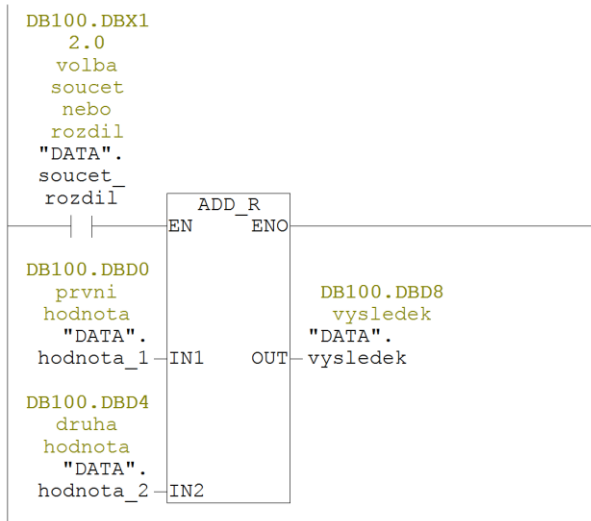 DB100.DBX1
2.0
volba
soucet
nebo
rozdil
"DATA".
soucet_
rozdil
ADD_R
EN ENO
DB100.DBD0
prvni
hodnota
"DATA".
hodnota_1 IN1
DB100.DBD8
vysledek
"DATA".
OUT vysledek
DB100.DBD4
druha
hodnota
"DATA".
hodnota_2 IN2